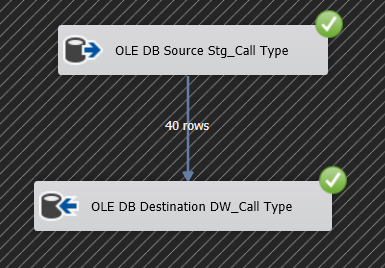 OLE DB Source Stg_Call Type
40 rows
OLE DB Destination DW_Call Type